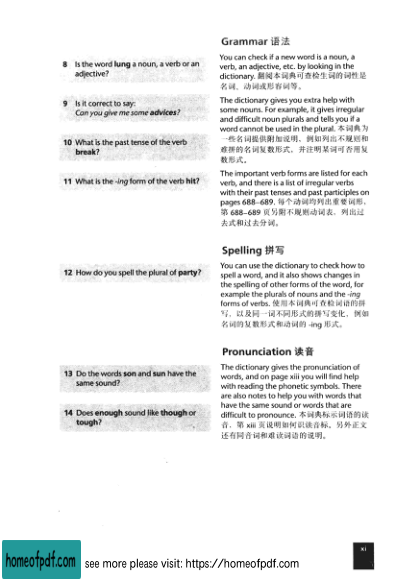 Grammar 语法
8 Is the word lung a noun, a verb or an
adjective?
You can check if a new word is a noun, a
verb, an adjective, etc. by looking in the
dictionary. 翻阅本词典可查检生词的词性是
名词、动词或形容词等。
9 Is it correct to say:
Can you give me some advices?
The dictionary gives you extra help with
some nouns. For example, it gives irregular
and difficult noun plurals and tells you if a
word cannot be used in the plural. 本词典为
一些名词提供附加说明，例如列出不规则和
难拼的名词复数形式，并注明某词可否用复
数形式。
10 What is the past tense of the verb
break?
11 What is the -ing form of the verb hit?
The important verb forms are listed for each
verb, and there is a list of irregular verbs
with their past tenses and past participles on
pages 688–689. 每个动词均列出重要词形。
第 688–689 页另附不规则动词表，列出过
去式和过去分词。
Spelling 拼写
12 How do you spell the plural of party?
You can use the dictionary to check how to
spell a word, and it also shows changes in
the spelling of other forms of the word, for
example the plurals of nouns and the -ing
forms of verbs. 使用本词典可查检词语的拼
写，以及同一词不同形式的拼写变化，例如
名词的复数形式和动词的 -ing 形式。
Pronunciation 读音
13 Do the words son and sun have the
same sound?
14 Does enough sound like though or
tough?
The dictionary gives the pronunciation of
words, and on page xiii you will find help
with reading the phonetic symbols. There
are also notes to help you with words that
have the same sound or words that are
difficult to pronounce. 本词典标示词语的读
音，第 xiii 页说明如何识读音标。另外正文
还有同音词和难读词语的说明。
xi
homeofpdf.com
see more please visit: https://homeofpdf.com